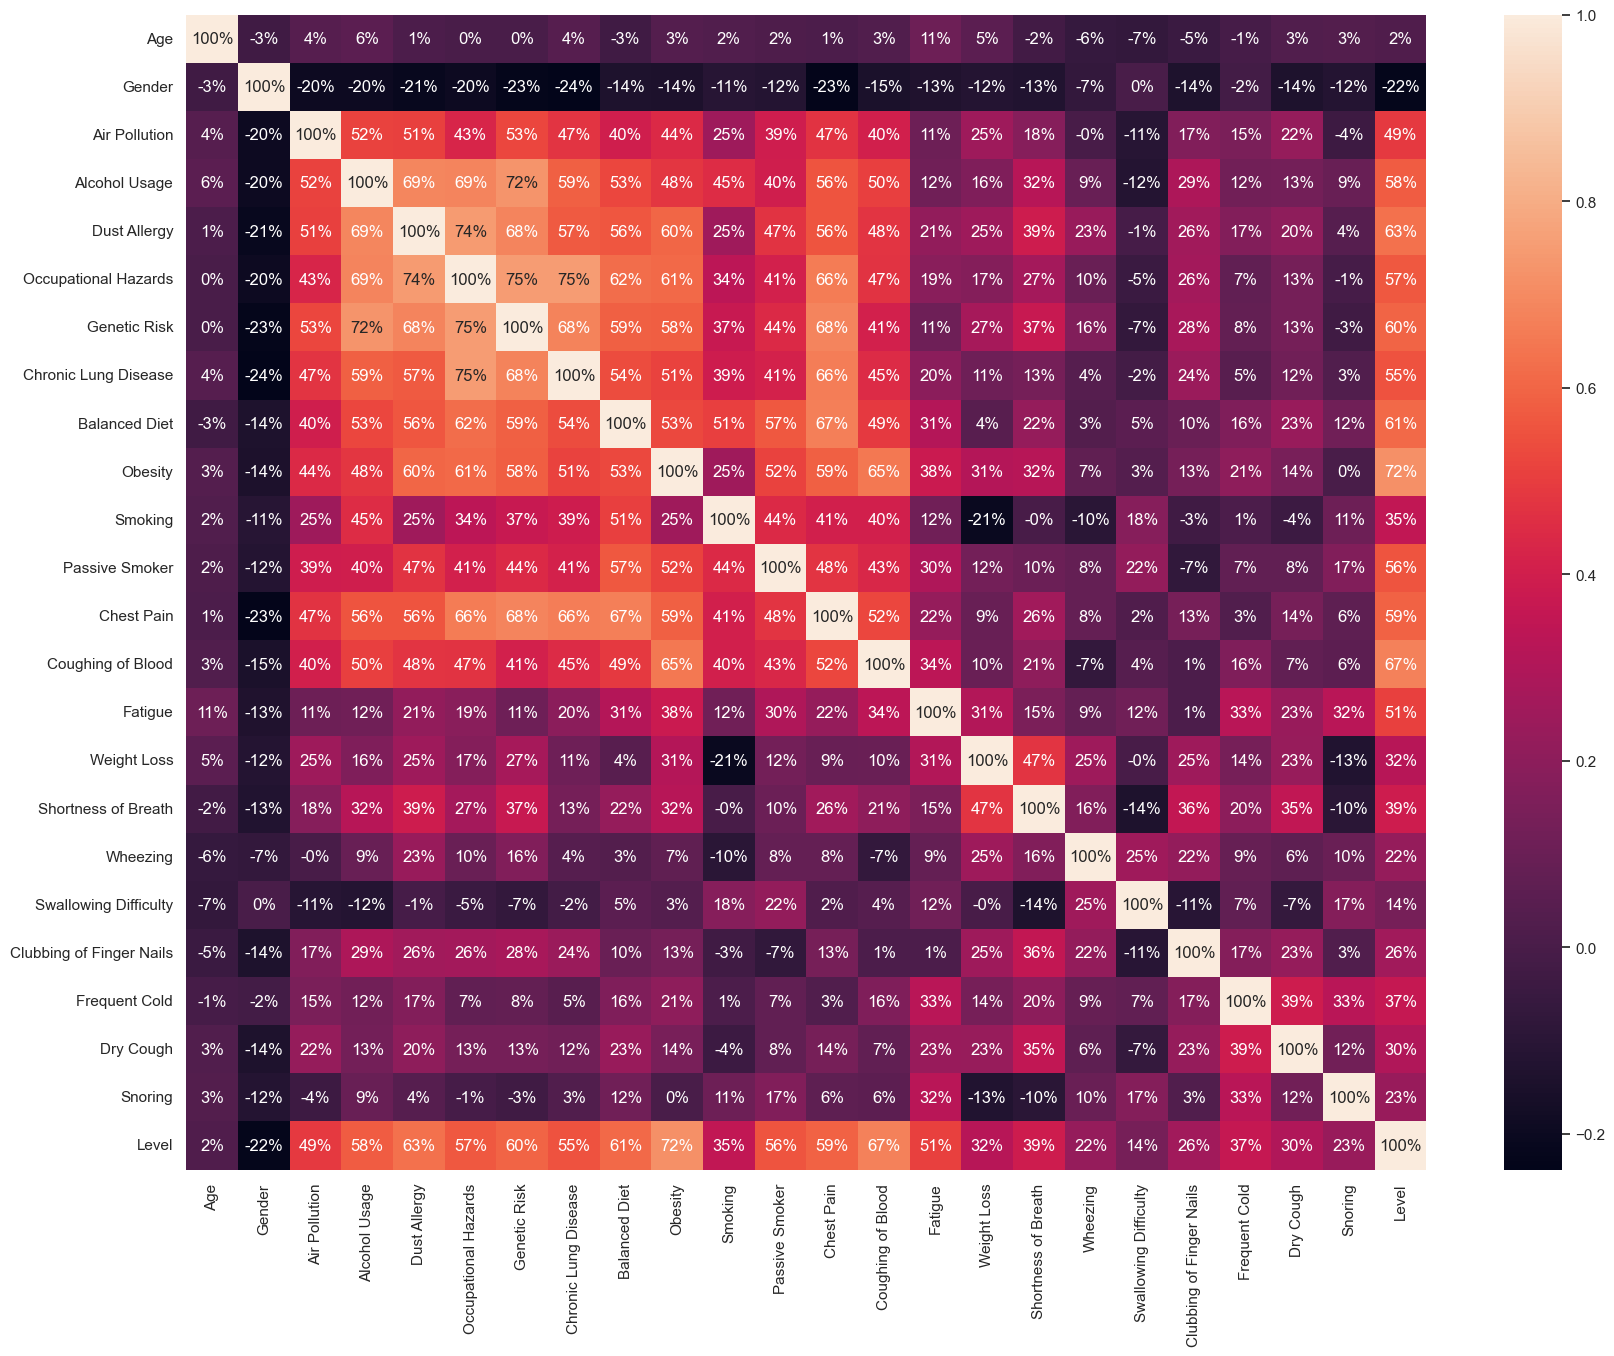 Age 100% -3% 4% 6% 1% 0% 0% 4% -3% 3% 2% 2% 1% 3% 11% 5% -2% -6% -7% -5% -1% 3% 3% 2%
Gender -3% 100% -20% -20% -21% -20% -23% -24% -14% -14% -11% -12% -23% -15% -13% -12% -13% -7% 0% -14% -2% -14% -12% -22%
Air Pollution 4% -20% 100% 52% 51% 43% 53% 47% 40% 44% 25% 39% 47% 40% 11% 25% 18% -0% -11% 17% 15% 22% -4% 49%
Alcohol Usage 6% -20% 52% 100% 69% 69% 72% 59% 53% 48% 45% 40% 56% 50% 12% 16% 32% 9% -12% 29% 12% 13% 9% 58%
Dust Allergy 1% -21% 51% 69% 100% 74% 68% 57% 56% 60% 25% 47% 56% 48% 21% 25% 39% 23% -1% 26% 17% 20% 4% 63%
Occupational Hazards 0% -20% 43% 69% 74% 100% 75% 75% 62% 61% 34% 41% 66% 47% 19% 17% 27% 10% -5% 26% 7% 13% -1% 57%
Genetic Risk 0% -23% 53% 72% 68% 75% 100% 68% 59% 58% 37% 44% 68% 41% 11% 27% 37% 16% -7% 28% 8% 13% -3% 60%
Chronic Lung Disease 4% -24% 47% 59% 57% 75% 68% 100% 54% 51% 39% 41% 66% 45% 20% 11% 13% 4% -2% 24% 5% 12% 3% 55%
Balanced Diet -3% -14% 40% 53% 56% 62% 59% 54% 100% 53% 51% 57% 67% 49% 31% 4% 22% 3% 5% 10% 16% 23% 12% 61%
Obesity 3% -14% 44% 48% 60% 61% 58% 51% 53% 100% 25% 52% 59% 65% 38% 31% 32% 7% 3% 13% 21% 14% 0% 72%
Smoking 2% -11% 25% 45% 25% 34% 37% 39% 51% 25% 100% 44% 41% 40% 12% -21% -0% -10% 18% -3% 1% -4% 11% 35%
Passive Smoker 2% -12% 39% 40% 47% 41% 44% 41% 57% 52% 44% 100% 48% 43% 30% 12% 10% 8% 22% -7% 7% 8% 17% 56%
Chest Pain 1% -23% 47% 56% 56% 66% 68% 66% 67% 59% 41% 48% 100% 52% 22% 9% 26% 8% 2% 13% 3% 14% 6% 59%
Coughing of Blood 3% -15% 40% 50% 48% 47% 41% 45% 49% 65% 40% 43% 52% 100% 34% 10% 21% -7% 4% 1% 16% 7% 6% 67%
Fatigue 11% -13% 11% 12% 21% 19% 11% 20% 31% 38% 12% 30% 22% 34% 100% 31% 15% 9% 12% 1% 33% 23% 32% 51%
Weight Loss 5% -12% 25% 16% 25% 17% 27% 11% 4% 31% -21% 12% 9% 10% 31% 100% 47% 25% -0% 25% 14% 23% -13% 32%
Shortness of Breath -2% -13% 18% 32% 39% 27% 37% 13% 22% 32% -0% 10% 26% 21% 15% 47% 100% 16% -14% 36% 20% 35% -10% 39%
Wheezing -6% -7% -0% 9% 23% 10% 16% 4% 3% 7% -10% 8% 8% -7% 9% 25% 16% 100% 25% 22% 9% 6% 10% 22%
Swallowing Difficulty -7% 0% -11% -12% -1% -5% -7% -2% 5% 3% 18% 22% 2% 4% 12% -0% -14% 25% 100% -11% 7% -7% 17% 14%
Clubbing of Finger Nails -5% -14% 17% 29% 26% 26% 28% 24% 10% 13% -3% -7% 13% 1% 1% 25% 36% 22% -11% 100% 17% 23% 3% 26%
Frequent Cold -1% -2% 15% 12% 17% 7% 8% 5% 16% 21% 1% 7% 3% 16% 33% 14% 20% 9% 7% 17% 100% 39% 33% 37%
Dry Cough 3% -14% 22% 13% 20% 13% 13% 12% 23% 14% -4% 8% 14% 7% 23% 23% 35% 6% -7% 23% 39% 100% 12% 30%
Snoring 3% -12% -4% 9% 4% -1% -3% 3% 12% 0% 11% 17% 6% 6% 32% -13% -10% 10% 17% 3% 33% 12% 100% 23%
Level 2% -22% 49% 58% 63% 57% 60% 55% 61% 72% 35% 56% 59% 67% 51% 32% 39% 22% 14% 26% 37% 30% 23% 100%
Age
Gender
Air Pollution
Alcohol Usage
Dust Allergy
Occupational Hazards
Genetic Risk
Chronic Lung Disease
Balanced Diet
Obesity
Smoking
Passive Smoker
Chest Pain
Coughing of Blood
Fatigue
Weight Loss
Shortness of Breath
Wheezing
Swallowing Difficulty
Clubbing of Finger Nails
Frequent Cold
Dry Cough
Snoring
Level
1.0
0.8
0.6
0.4
0.2
0.0
−0.2